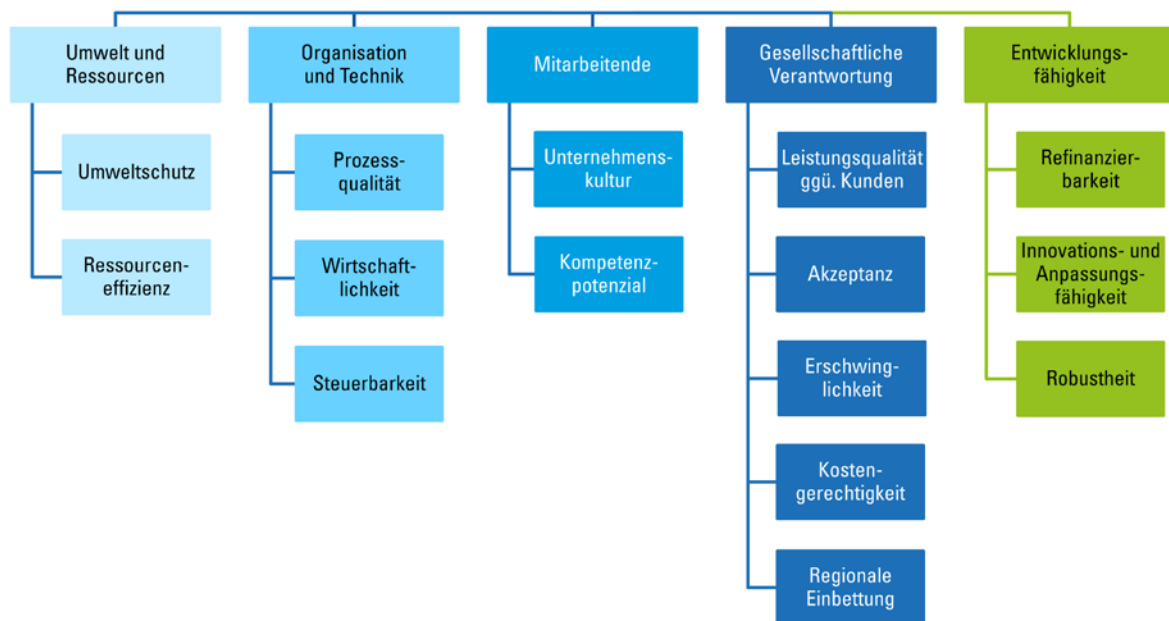 Umwelt und
Ressourcen
Organisation
und Technik
Mitarbeitende
Gesellschaftliche
Verantwortung
Entwicklungs-
fähigkeit
Umweltschutz
Ressourcen-
effizienz
Prozess-
qualität
Wirtschaft-
lichkeit
Steuerbarkeit
Unternehmens-
kultur
Kompetenz-
potenzial
Leistungsqualität
ggü. Kunden
Akzeptanz
Erschwing-
lichkeit
Kosten-
gerechtigkeit
Regionale
Einbettung
Refinanzier-
barkeit
Innovations- und
Anpassungs-
fähigkeit
Robustheit